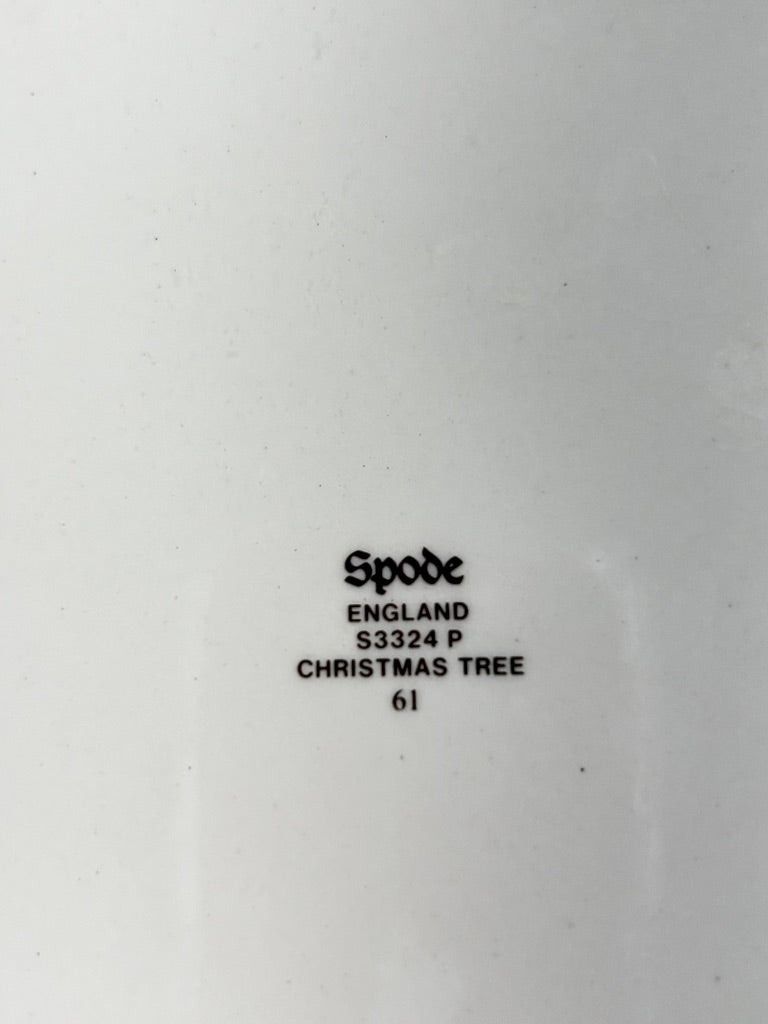 Spode
ENGLAND
S3324 P
CHRISTMAS TREE
61